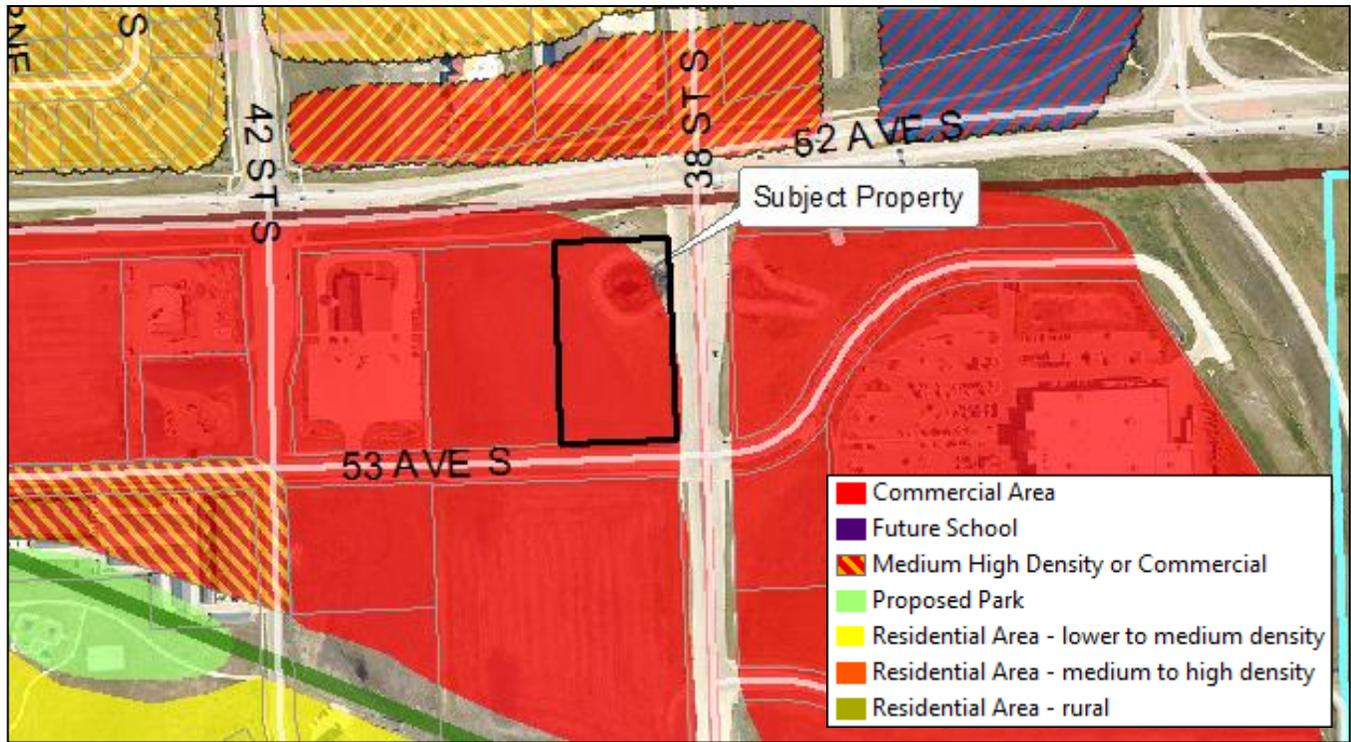 S
42 ST S
38 ST S
52 AVE S
Subject Property
53 AVE S
Commercial Area
Future School
Medium High Density or Commercial
Proposed Park
Residential Area - lower to medium density
Residential Area - medium to high density
Residential Area - rural